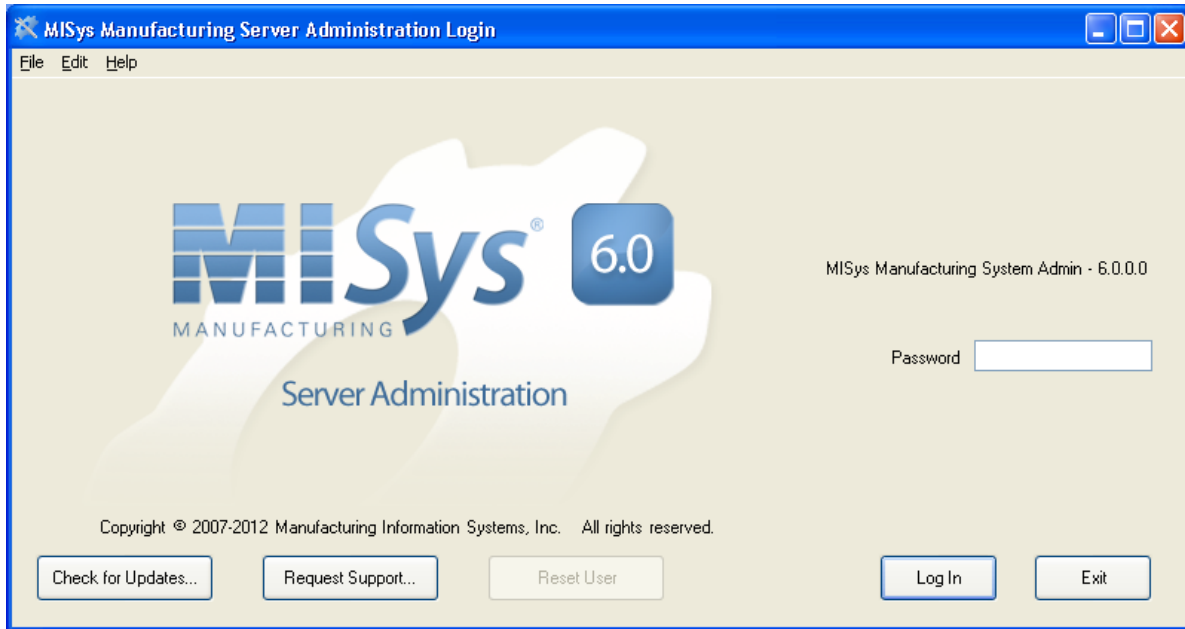 MISys Manufacturing Server Administration Login
File Edit Help
MISys® 6.0
MANUFACTURING
Server Administration
MISys Manufacturing System Admin - 6.0.0.0
Password
Copyright © 2007-2012 Manufacturing Information Systems, Inc. All rights reserved.
Check for Updates... Request Support... Reset User Log In Exit